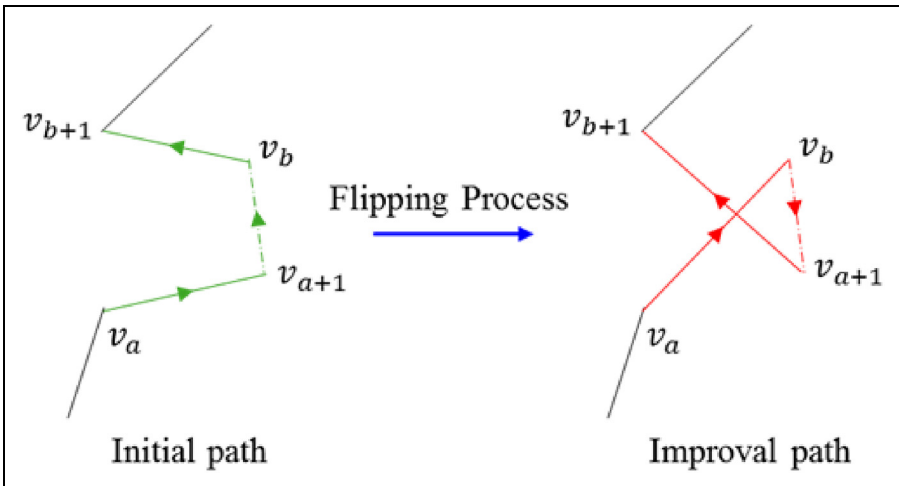 v_{b+1}
v_b
v_{a+1}
v_a
Initial path
Flipping Process
v_{b+1}
v_b
v_{a+1}
v_a
Improval path